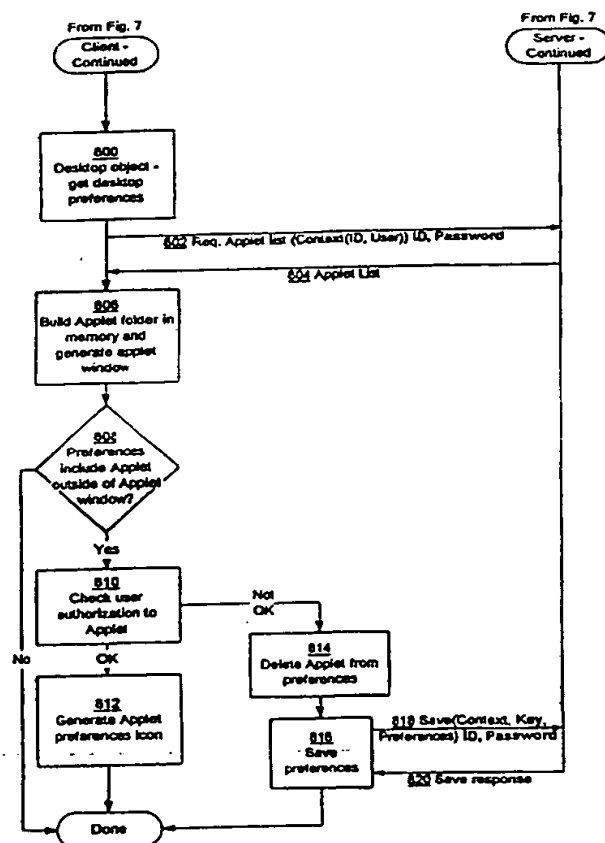 From Fig. 7
Client -
Continued
From Fig. 7
Server -
Continued
800
Desktop object -
get desktop
preferences
802 Req. Applet list (Context(ID, User)) ID, Password
804 Applet List
806
Build Applet folder in
memory and
generate applet
window
Preferences
include Applet
outside of Applet
window?
Yes
No
810
Check user
authorization to
Applet
Not
OK
OK
814
Delete Applet from
preferences
812
Generate Applet
preferences Icon
816
Save
preferences
818 Save(Context, Key,
Preferences) ID, Password
820 Save response
Done